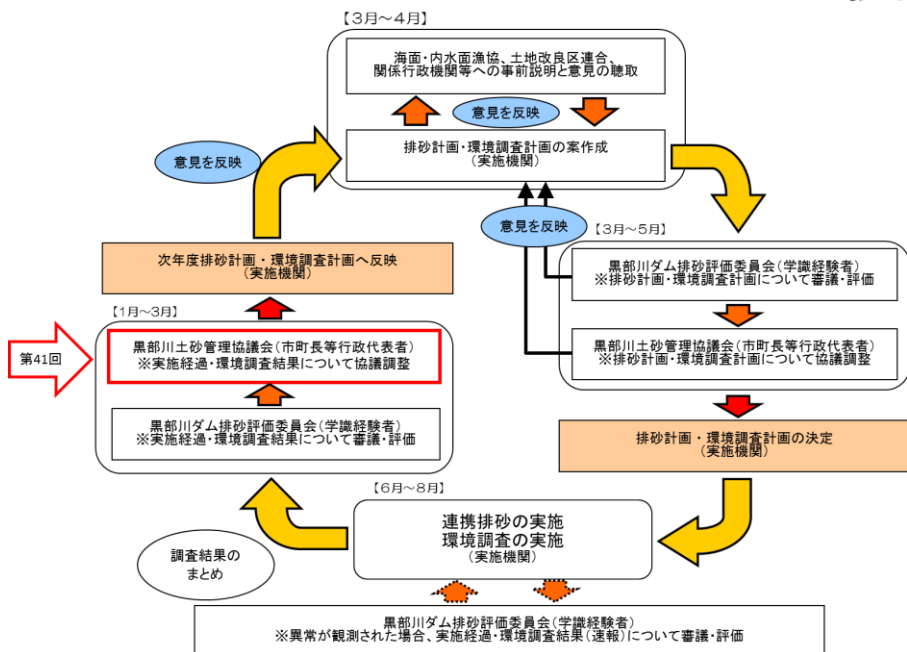 【3月～4月】
海面・内水面漁協、土地改良区連合、
関係行政機関等への事前説明と意見の聴取
意見を反映
排砂計画・環境調査計画の案作成
(実施機関)
意見を反映
意見を反映
【3月～5月】
黒部川ダム排砂評価委員会(学識経験者)
※排砂計画・環境調査計画について審議・評価
黒部川土砂管理協議会(市町長等行政代表者)
※排砂計画・環境調査計画について協議調整
排砂計画・環境調査計画の決定
(実施機関)
【6月～8月】
連携排砂の実施
環境調査の実施
(実施機関)
黒部川ダム排砂評価委員会(学識経験者)
※異常が観測された場合、実施経過・環境調査結果(速報)について審議・評価
調査結果の
まとめ
【1月～3月】
黒部川土砂管理協議会(市町長等行政代表者)
※実施経過・環境調査結果について協議調整
黒部川ダム排砂評価委員会(学識経験者)
※実施経過・環境調査結果について審議・評価
第41回
次年度排砂計画・環境調査計画へ反映
(実施機関)